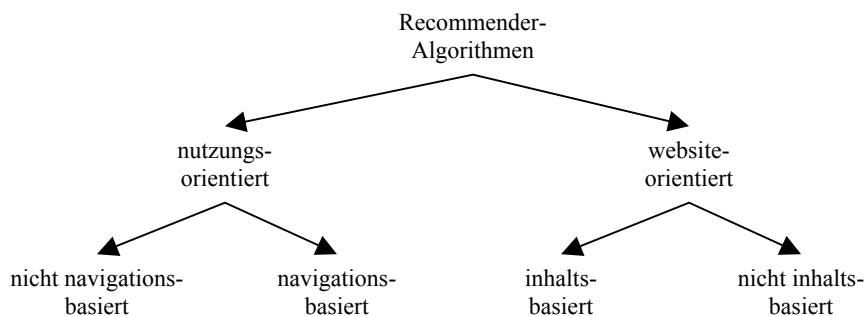 Recommender-
Algorithmen
nutzungs-
orientiert
website-
orientiert
nicht navigations-
basiert
navigations-
basiert
inhalts-
basiert
nicht inhalts-
basiert